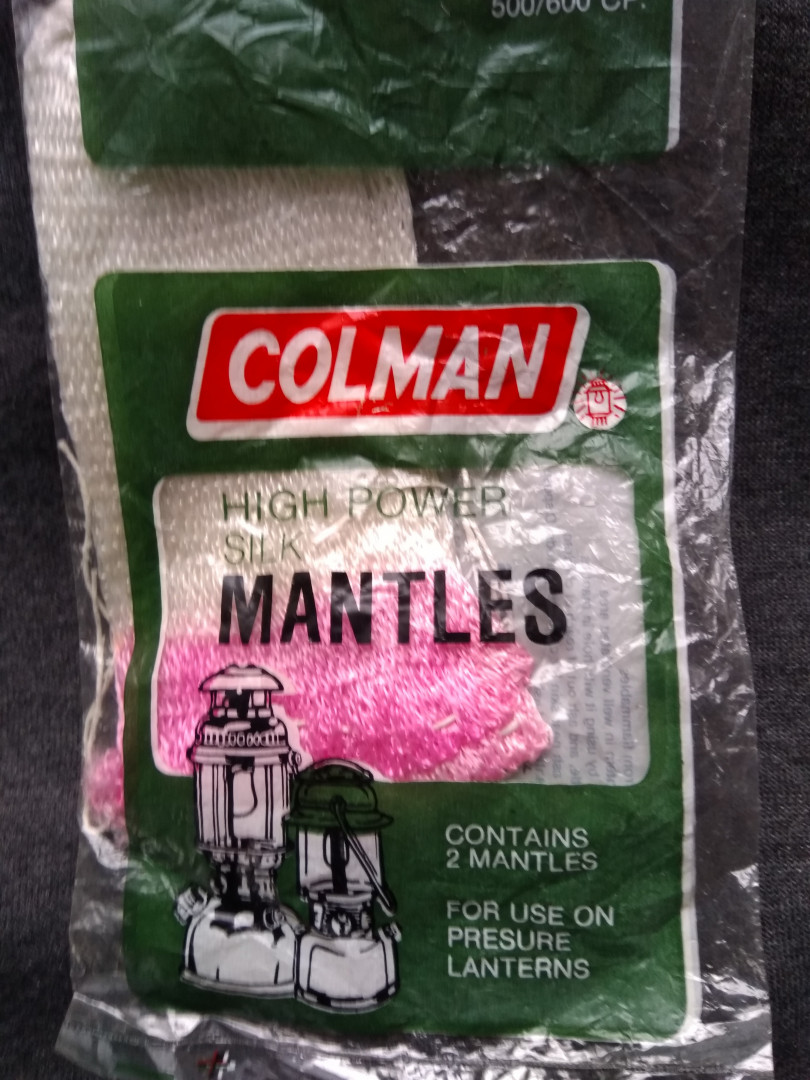 500/600 CP.
COLMAN
HIGH POWER
SILK
MANTLES
CONTAINS
2 MANTLES
FOR USE ON
PRESURE
LANTERNS